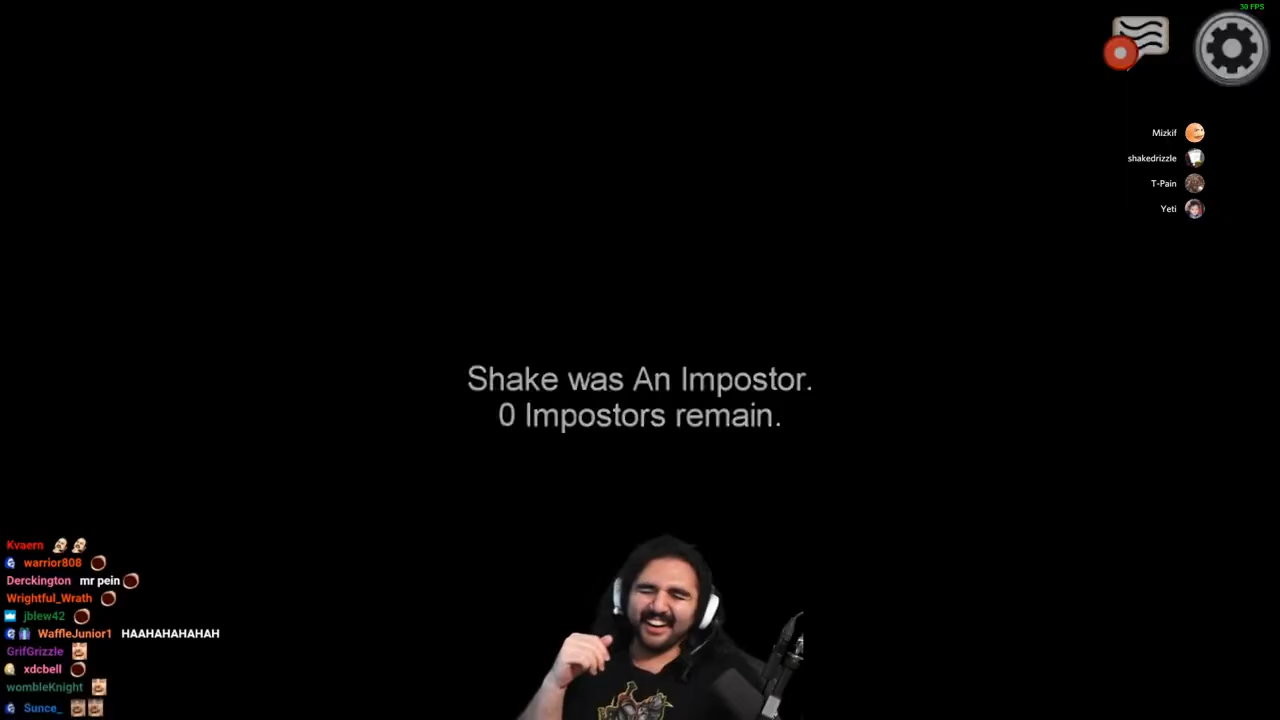 30 FPS
Mizkif
shakedrizzle
T-Pain
Yeti
Shake was An Impostor.
0 Impostors remain.
Kvaern
warrior808
Derckington mr pein
Wrightful_Wrath
jblew42
WaffleJunior1 HAAHAHAHAHAH
GrifGrizzle
xdcbell
wombleKnight
Sunce_